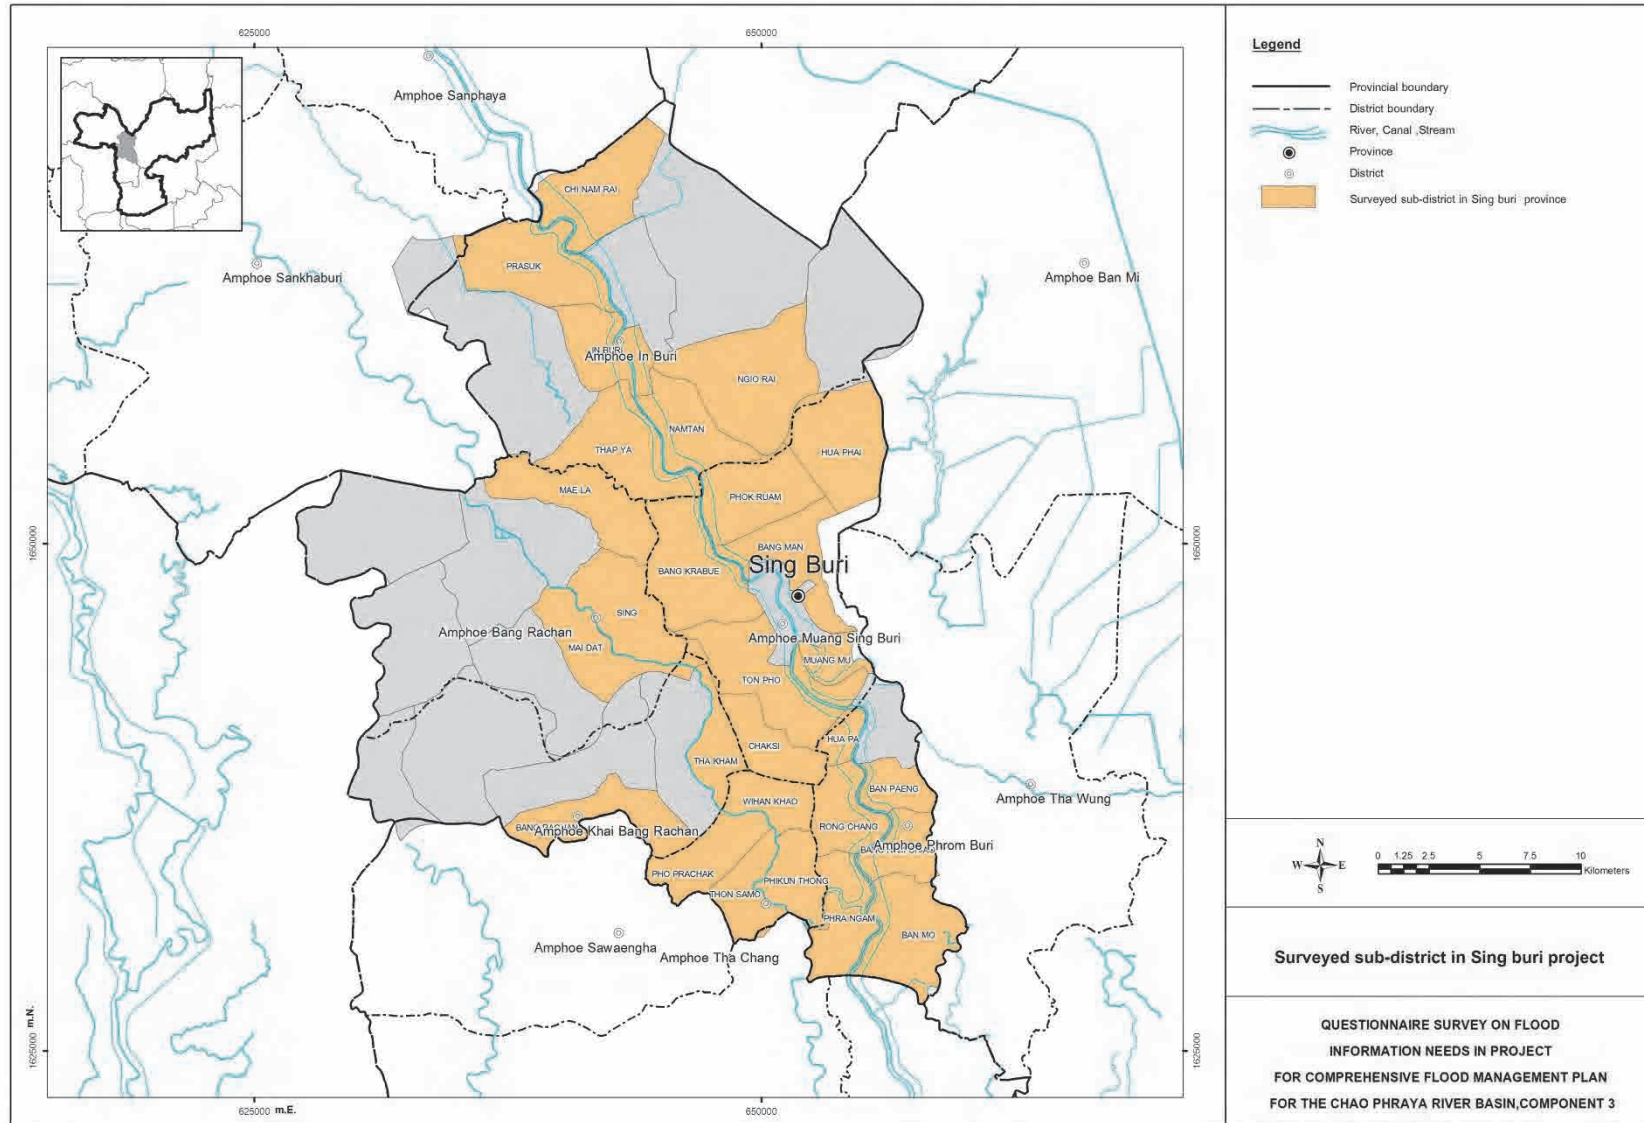 625000
650000
Amphoe Sanphaya
CHI NAM RAI
PRASUK
Amphoe Sankhaburi
Amphoe Ban Mi
IN BURI
Amphoe In Buri
NGIO RAI
NAMTAN
THAP YA
HUA PHAI
MAE LA
PHOK RUAM
1650000
1650000
BANG MAN
Sing Buri
BANG KRABUE
SING
Amphoe Bang Rachan
Amphoe Muang Sing Buri
MAI DAT
MUANG MU
TON PHO
HUA PA
CHAKSI
THA KHAM
BAN PAENG
Amphoe Tha Wung
WIHAN KHAO
RONG CHANG
BANG RACHAN
Amphoe Khai Bang Rachan
Amphoe Phrom Buri
PHO PRACHAK
PHIKUN THONG
THON SAMO
PHRA NGAM
BAN MO
Amphoe Sawaengha
Amphoe Tha Chang
1625000 m.N.
1625000
625000 m.E.
650000
Legend
Provincial boundary
District boundary
River, Canal ,Stream
Province
District
Surveyed sub-district in Sing buri province
N
W E
S
0 1.25 2.5 5 7.5 10
Kilometers
Surveyed sub-district in Sing buri project
QUESTIONNAIRE SURVEY ON FLOOD
INFORMATION NEEDS IN PROJECT
FOR COMPREHENSIVE FLOOD MANAGEMENT PLAN
FOR THE CHAO PHRAYA RIVER BASIN,COMPONENT 3